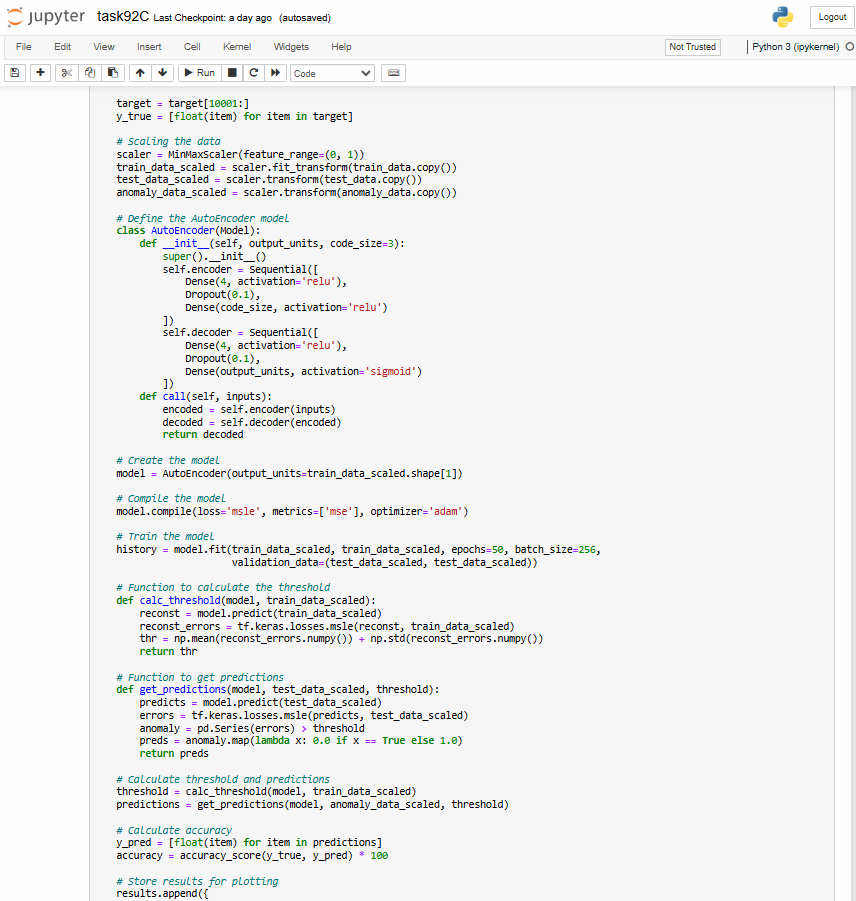 jupyter task92C Last Checkpoint: a day ago (autosaved)
Logout
File Edit View Insert Cell Kernel Widgets Help
Not Trusted
Python 3 (ipykernel)
Run
Code
target = target[10001:]
y_true = [float(item) for item in target]

# Scaling the data
scaler = MinMaxScaler(feature_range=(0, 1))
train_data_scaled = scaler.fit_transform(train_data.copy())
test_data_scaled = scaler.transform(test_data.copy())
anomaly_data_scaled = scaler.transform(anomaly_data.copy())

# Define the AutoEncoder model
class AutoEncoder(Model):
    def __init__(self, output_units, code_size=3):
        super().__init__()
        self.encoder = Sequential([
            Dense(4, activation='relu'),
            Dropout(0.1),
            Dense(code_size, activation='relu')
        ])
        self.decoder = Sequential([
            Dense(4, activation='relu'),
            Dropout(0.1),
            Dense(output_units, activation='sigmoid')
        ])
    def call(self, inputs):
        encoded = self.encoder(inputs)
        decoded = self.decoder(encoded)
        return decoded

# Create the model
model = AutoEncoder(output_units=train_data_scaled.shape[1])

# Compile the model
model.compile(loss='msle', metrics=['mse'], optimizer='adam')

# Train the model
history = model.fit(train_data_scaled, train_data_scaled, epochs=50, batch_size=256,
                    validation_data=(test_data_scaled, test_data_scaled))

# Function to calculate the threshold
def calc_threshold(model, train_data_scaled):
    reconst = model.predict(train_data_scaled)
    reconst_errors = tf.keras.losses.msle(reconst, train_data_scaled)
    thr = np.mean(reconst_errors.numpy()) + np.std(reconst_errors.numpy())
    return thr

# Function to get predictions
def get_predictions(model, test_data_scaled, threshold):
    predicts = model.predict(test_data_scaled)
    errors = tf.keras.losses.msle(predicts, test_data_scaled)
    anomaly = pd.Series(errors) > threshold
    preds = anomaly.map(lambda x: 0.0 if x == True else 1.0)
    return preds

# Calculate threshold and predictions
threshold = calc_threshold(model, train_data_scaled)
predictions = get_predictions(model, anomaly_data_scaled, threshold)

# Calculate accuracy
y_pred = [float(item) for item in predictions]
accuracy = accuracy_score(y_true, y_pred) * 100

# Store results for plotting
results.append({